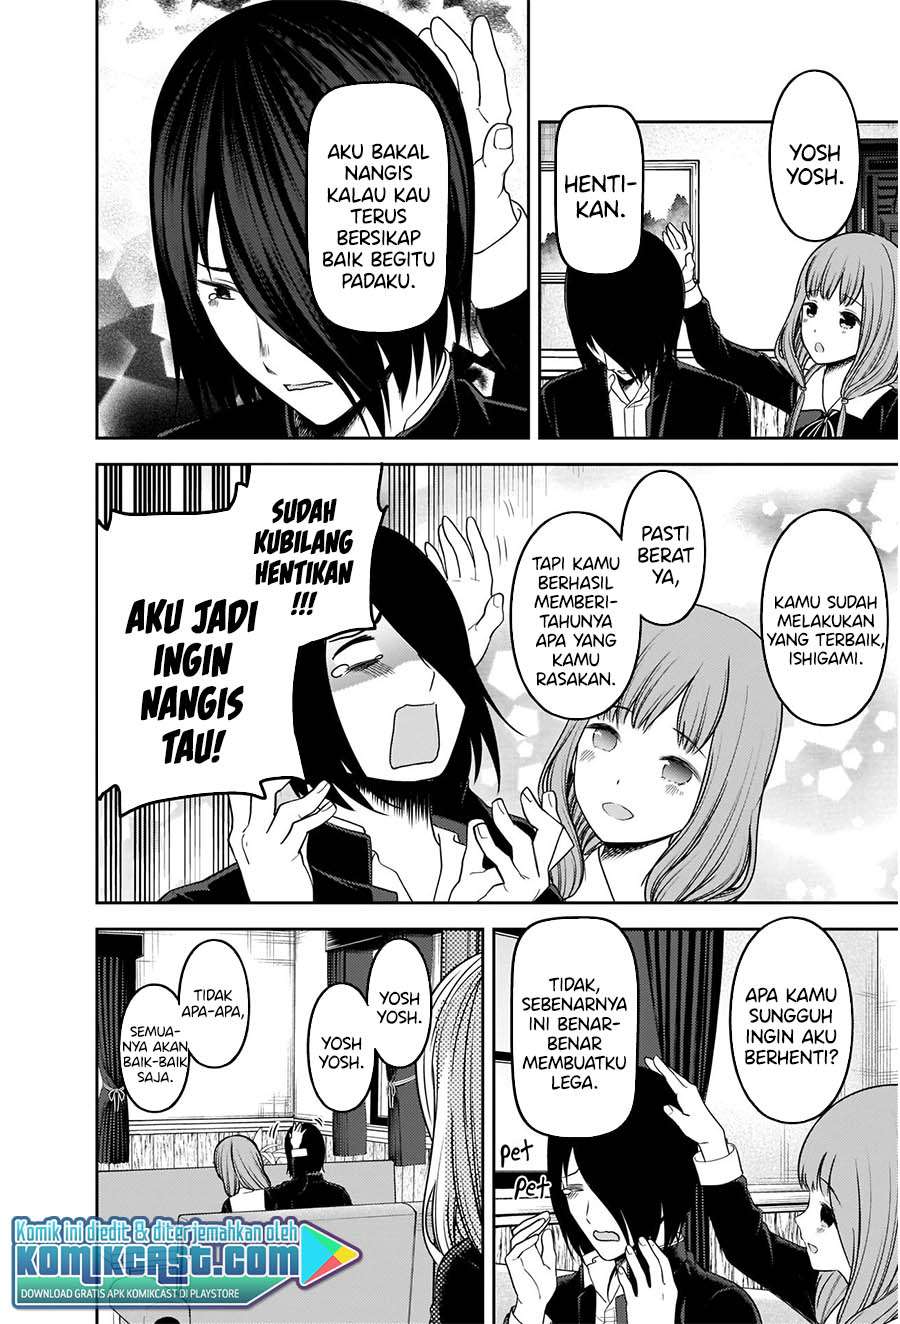 YOSH
YOSH.
HENTI-
KAN.
AKU BAKAL
NANGIS
KALAU KAU
TERUS
BERSIKAP
BAIK BEGITU
PADAKU.
KAMU SUDAH
MELAKUKAN
YANG TERBAIK,
ISHIGAMI.
PASTI
BERAT
YA,
TAPI KAMU
BERHASIL
MEMBERI-
TAHUNYA
APA YANG
KAMU
RASAKAN.
SUDAH
KUBILANG
HENTIKAN
!!!
AKU JADI
INGIN
NANGIS
TAU!
APA KAMU
SUNGGUH
INGIN AKU
BERHENTI?
TIDAK,
SEBENARNYA
INI BENAR-
BENAR
MEMBUATKU
LEGA.
pet
pet
YOSH
YOSH.
YOSH
YOSH.
TIDAK
APA-APA,
SEMUA-
NYA AKAN
BAIK-BAIK
SAJA.
Komik ini diedit & diterjemahkan oleh
komikcast.com
DOWNLOAD GRATIS APK KOMIKCAST DI PLAYSTORE